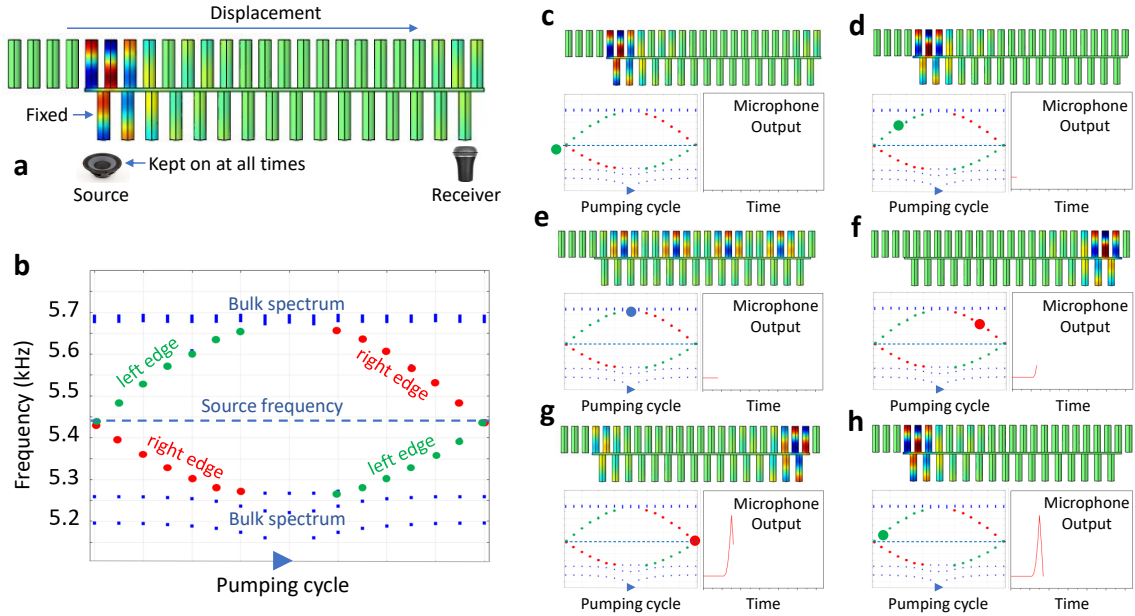 a
Displacement
Fixed
Kept on at all times
Source
Receiver
b
Frequency (kHz)
5.7
5.6
5.4
5.3
5.2
Bulk spectrum
left edge
right edge
Source frequency
right edge
left edge
Bulk spectrum
Pumping cycle
c
Microphone
Output
Pumping cycle
Time
d
Microphone
Output
Pumping cycle
Time
e
Microphone
Output
Pumping cycle
Time
f
Microphone
Output
Pumping cycle
Time
g
Microphone
Output
Pumping cycle
Time
h
Microphone
Output
Pumping cycle
Time